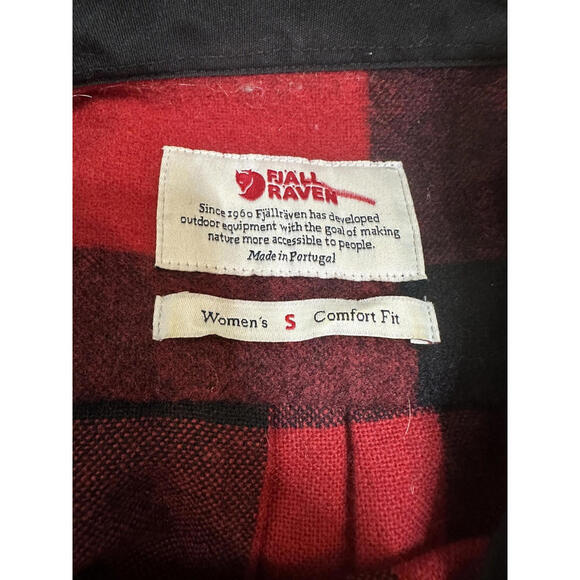 FJÄLL
RÄVEN
Since 1960 Fjällräven has developed
outdoor equipment with the goal of making
nature more accessible to people.
Made in Portugal
Women's S Comfort Fit